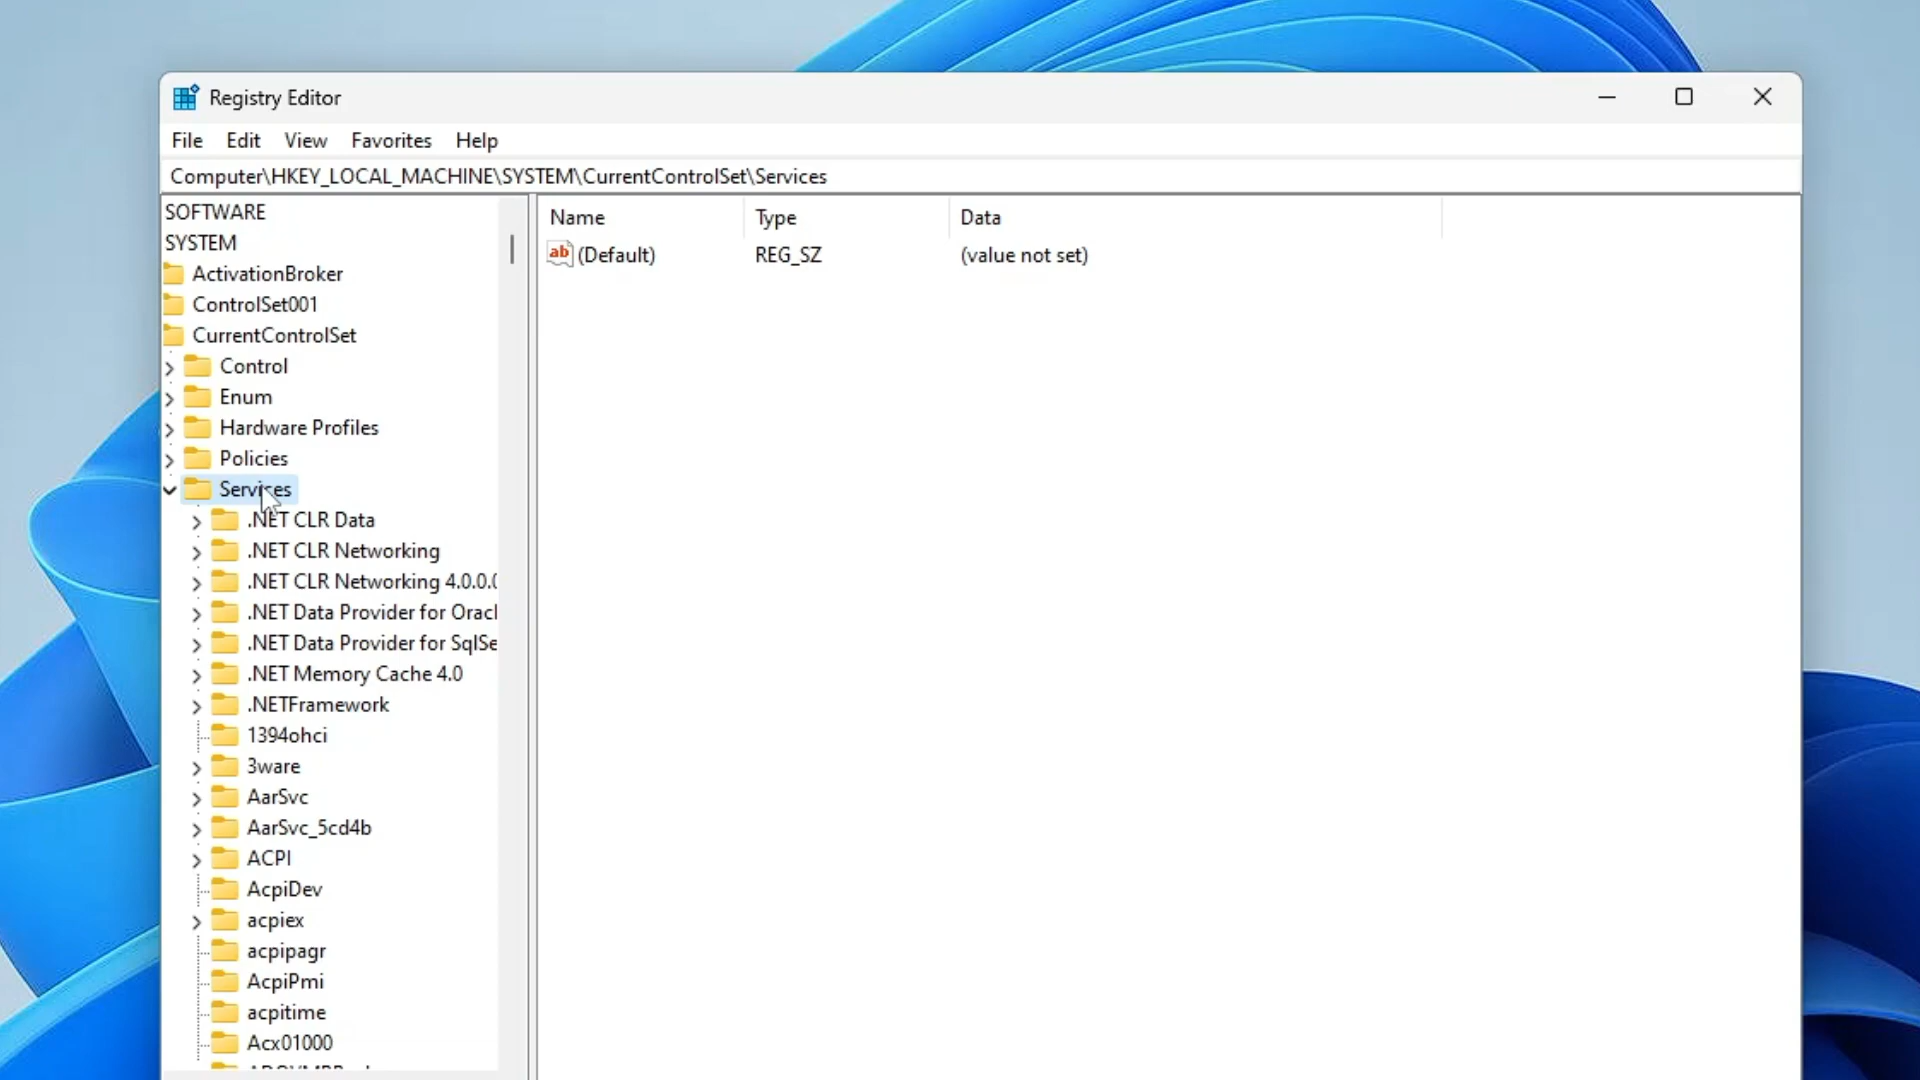 Registry Editor
File Edit View Favorites Help
Computer\HKEY_LOCAL_MACHINE\SYSTEM\CurrentControlSet\Services
SOFTWARE
SYSTEM
ActivationBroker
ControlSet001
CurrentControlSet
Control
Enum
Hardware Profiles
Policies
Services
.NET CLR Data
.NET CLR Networking
.NET CLR Networking 4.0.0.0
.NET Data Provider for Oracl
.NET Data Provider for SqlSe
.NET Memory Cache 4.0
.NETFramework
1394ohci
3ware
AarSvc
AarSvc_5cd4b
ACPI
AcpiDev
acpiex
acpipagr
AcpiPmi
acpitime
Acx01000
Name Type Data
ab (Default) REG_SZ (value not set)